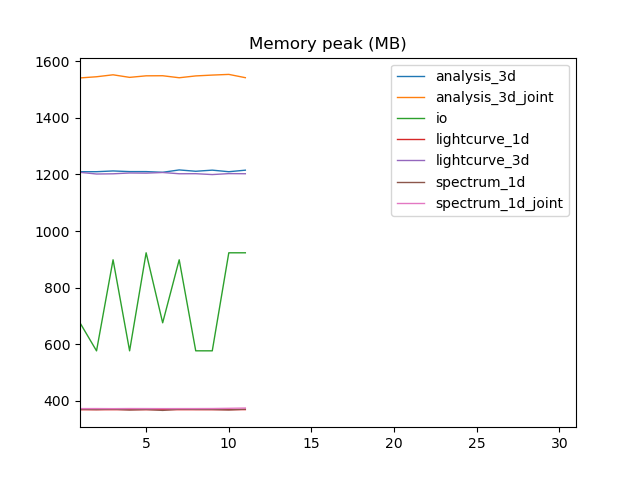 Memory peak (MB)
1600
1400
1200
1000
800
600
400
5
10
15
20
25
30
analysis_3d
analysis_3d_joint
io
lightcurve_1d
lightcurve_3d
spectrum_1d
spectrum_1d_joint